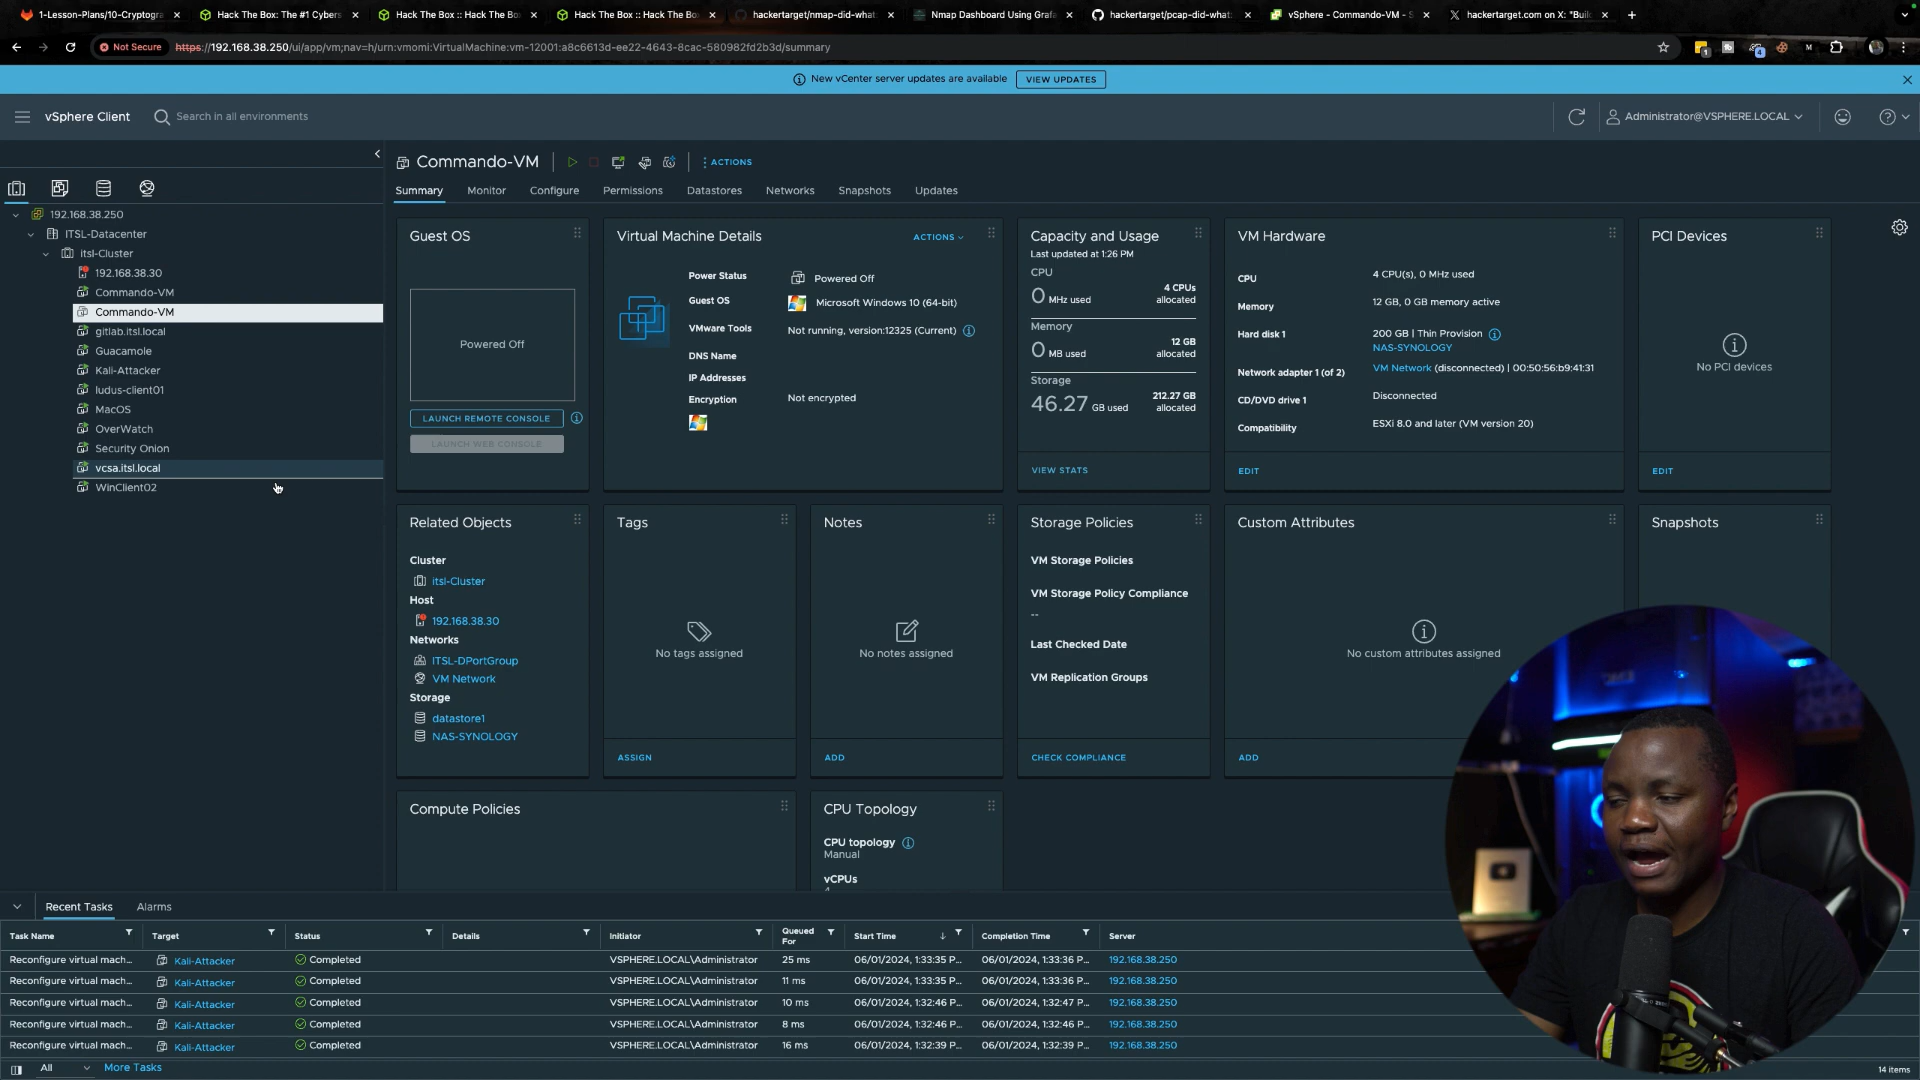 1-Lesson-Plans/10-Cryptogra
Hack The Box: The #1 Cybers
Hack The Box :: Hack The Bo
Hack The Box :: Hack The Bo
hackertarget/nmap-did-what
Nmap Dashboard Using Grafa
hackertarget/pcap-did-what
vSphere - Commando-VM - S
hackertarget.com on X: "Buil
Not Secure
https://192.168.38.250/ui/app/vm;nav=h/urn:vmomi:VirtualMachine:vm-12001:a8c6613d-ee22-4643-8cac-580982fd2b3d/summary
New vCenter server updates are available
VIEW UPDATES
vSphere Client
Search in all environments
Administrator@VSPHERE.LOCAL
192.168.38.250
ITSL-Datacenter
itsl-Cluster
192.168.38.30
Commando-VM
Commando-VM
gitlab.itsl.local
Guacamole
Kali-Attacker
ludus-client01
MacOS
OverWatch
Security Onion
vcsa.itsl.local
WinClient02
Commando-VM
ACTIONS
Summary
Monitor
Configure
Permissions
Datastores
Networks
Snapshots
Updates
Guest OS
Powered Off
LAUNCH REMOTE CONSOLE
LAUNCH WEB CONSOLE
Virtual Machine Details
ACTIONS
Power Status
Powered Off
Guest OS
Microsoft Windows 10 (64-bit)
VMware Tools
Not running, version:12325 (Current)
DNS Name
IP Addresses
Encryption
Not encrypted
Capacity and Usage
Last updated at 1:26 PM
CPU
0 MHz used
4 CPUs
allocated
Memory
0 MB used
12 GB
allocated
Storage
46.27 GB used
212.27 GB
allocated
VIEW STATS
VM Hardware
CPU
4 CPU(s), 0 MHz used
Memory
12 GB, 0 GB memory active
Hard disk 1
200 GB | Thin Provision
NAS-SYNOLOGY
Network adapter 1 (of 2)
VM Network (disconnected) | 00:50:56:b9:41:31
CD/DVD drive 1
Disconnected
Compatibility
ESXi 8.0 and later (VM version 20)
EDIT
PCI Devices
No PCI devices
EDIT
Related Objects
Cluster
itsl-Cluster
Host
192.168.38.30
Networks
ITSL-DPortGroup
VM Network
Storage
datastore1
NAS-SYNOLOGY
Tags
No tags assigned
ASSIGN
Notes
No notes assigned
ADD
Storage Policies
VM Storage Policies
VM Storage Policy Compliance
--
Last Checked Date
VM Replication Groups
CHECK COMPLIANCE
Custom Attributes
No custom attributes assigned
ADD
Snapshots
Compute Policies
CPU Topology
CPU topology
Manual
vCPUs
4
Recent Tasks
Alarms
Task Name
Target
Status
Details
Initiator
Queued For
Start Time
Completion Time
Server
Reconfigure virtual mach... Kali-Attacker Completed VSPHERE.LOCAL\Administrator 25 ms 06/01/2024, 1:33:35 P... 06/01/2024, 1:33:36 P... 192.168.38.250
Reconfigure virtual mach... Kali-Attacker Completed VSPHERE.LOCAL\Administrator 11 ms 06/01/2024, 1:33:35 P... 06/01/2024, 1:33:36 P... 192.168.38.250
Reconfigure virtual mach... Kali-Attacker Completed VSPHERE.LOCAL\Administrator 10 ms 06/01/2024, 1:32:46 P... 06/01/2024, 1:32:47 P... 192.168.38.250
Reconfigure virtual mach... Kali-Attacker Completed VSPHERE.LOCAL\Administrator 8 ms 06/01/2024, 1:32:46 P... 06/01/2024, 1:32:46 P... 192.168.38.250
Reconfigure virtual mach... Kali-Attacker Completed VSPHERE.LOCAL\Administrator 16 ms 06/01/2024, 1:32:39 P... 06/01/2024, 1:32:39 P... 192.168.38.250
All
More Tasks
14 items